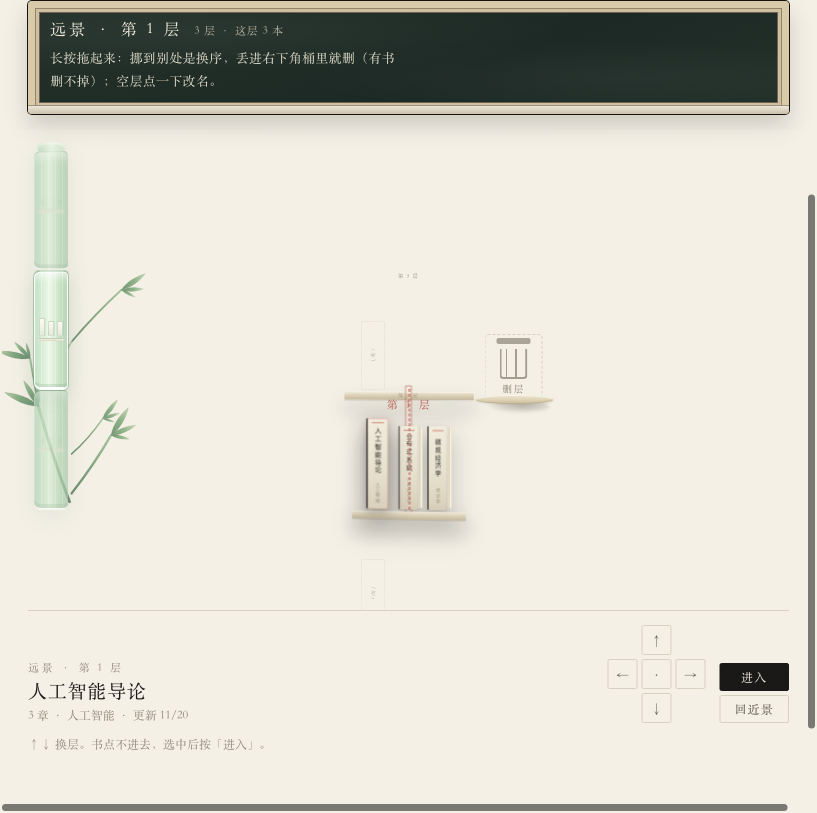 远景 · 第 1 层 3 层 · 这层 3 本
长按拖起来：挪到别处是换序，丢进右下角桶里就删（有书
删不掉）；空层点一下改名。
删层
第 层
人工智能导论
微观经济学
远景 · 第 1 层
人工智能导论
3 章 · 人工智能 · 更新 11/20
↑↓ 换层。书点不进去，选中后按「进入」。
↑
← · →
↓
进入
回近景